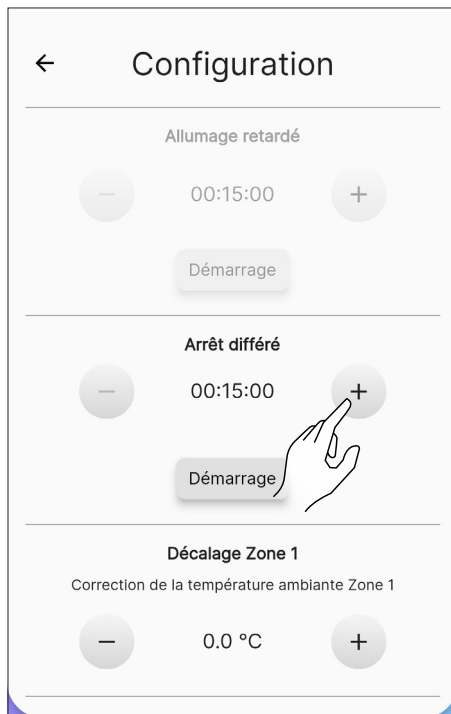 ← Configuration
Allumage retardé
− 00:15:00 +
Démarrage
Arrêt différé
− 00:15:00 +
Démarrage
Décalage Zone 1
Correction de la température ambiante Zone 1
− 0.0 °C +